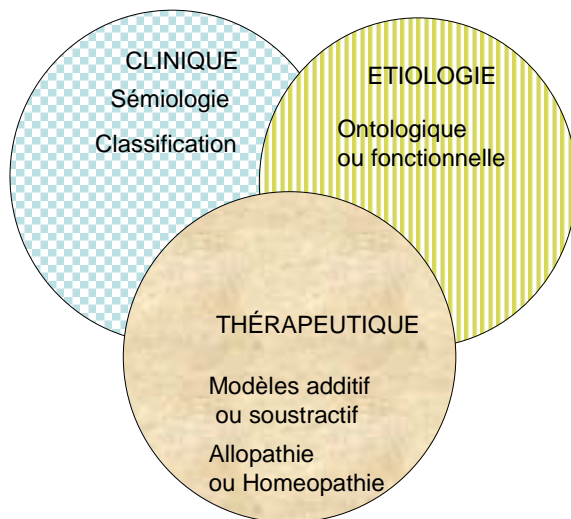 CLINIQUE
Sémiologie
Classification
ETIOLOGIE
Ontologique
ou fonctionnelle
THÉRAPEUTIQUE
Modèles additif
ou soustractif
Allopathie
ou Homeopathie